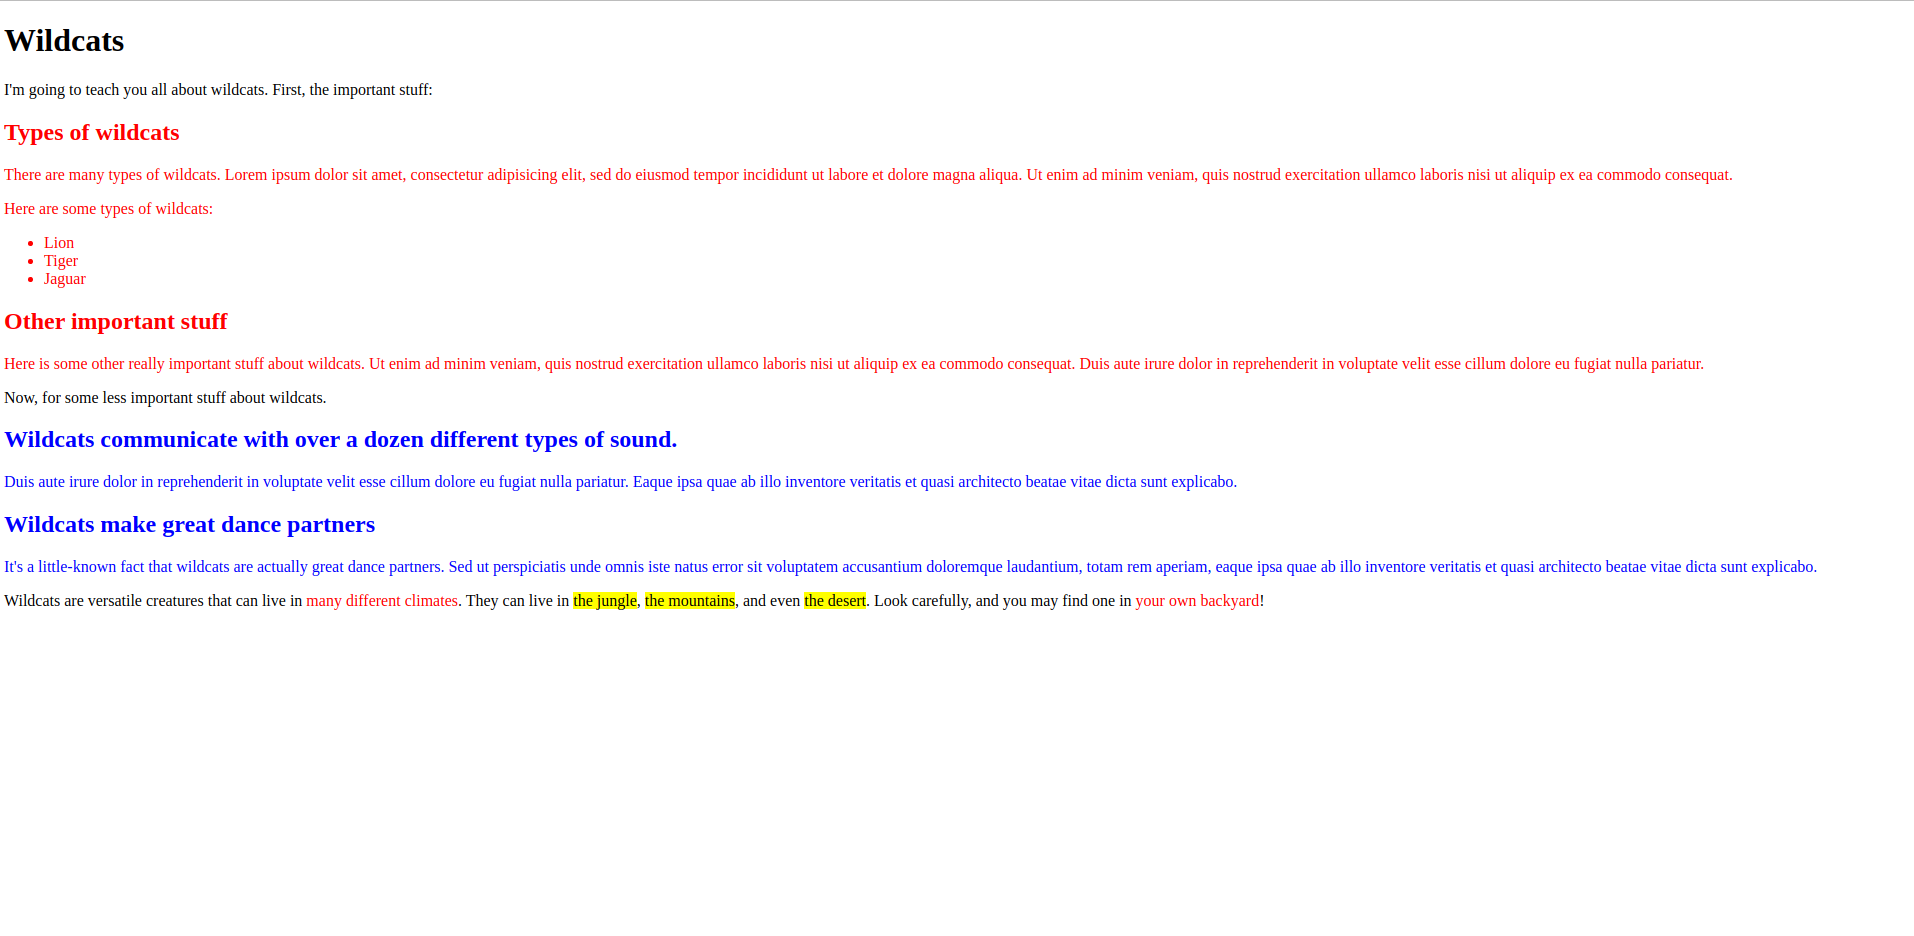 Wildcats
I'm going to teach you all about wildcats. First, the important stuff:
Types of wildcats
There are many types of wildcats. Lorem ipsum dolor sit amet, consectetur adipisicing elit, sed do eiusmod tempor incididunt ut labore et dolore magna aliqua. Ut enim ad minim veniam, quis nostrud exercitation ullamco laboris nisi ut aliquip ex ea commodo consequat.
Here are some types of wildcats:
• Lion
• Tiger
• Jaguar
Other important stuff
Here is some other really important stuff about wildcats. Ut enim ad minim veniam, quis nostrud exercitation ullamco laboris nisi ut aliquip ex ea commodo consequat. Duis aute irure dolor in reprehenderit in voluptate velit esse cillum dolore eu fugiat nulla pariatur.
Now, for some less important stuff about wildcats.
Wildcats communicate with over a dozen different types of sound.
Duis aute irure dolor in reprehenderit in voluptate velit esse cillum dolore eu fugiat nulla pariatur. Eaque ipsa quae ab illo inventore veritatis et quasi architecto beatae vitae dicta sunt explicabo.
Wildcats make great dance partners
It's a little-known fact that wildcats are actually great dance partners. Sed ut perspiciatis unde omnis iste natus error sit voluptatem accusantium doloremque laudantium, totam rem aperiam, eaque ipsa quae ab illo inventore veritatis et quasi architecto beatae vitae dicta sunt explicabo.
Wildcats are versatile creatures that can live in many different climates. They can live in the jungle, the mountains, and even the desert. Look carefully, and you may find one in your own backyard!